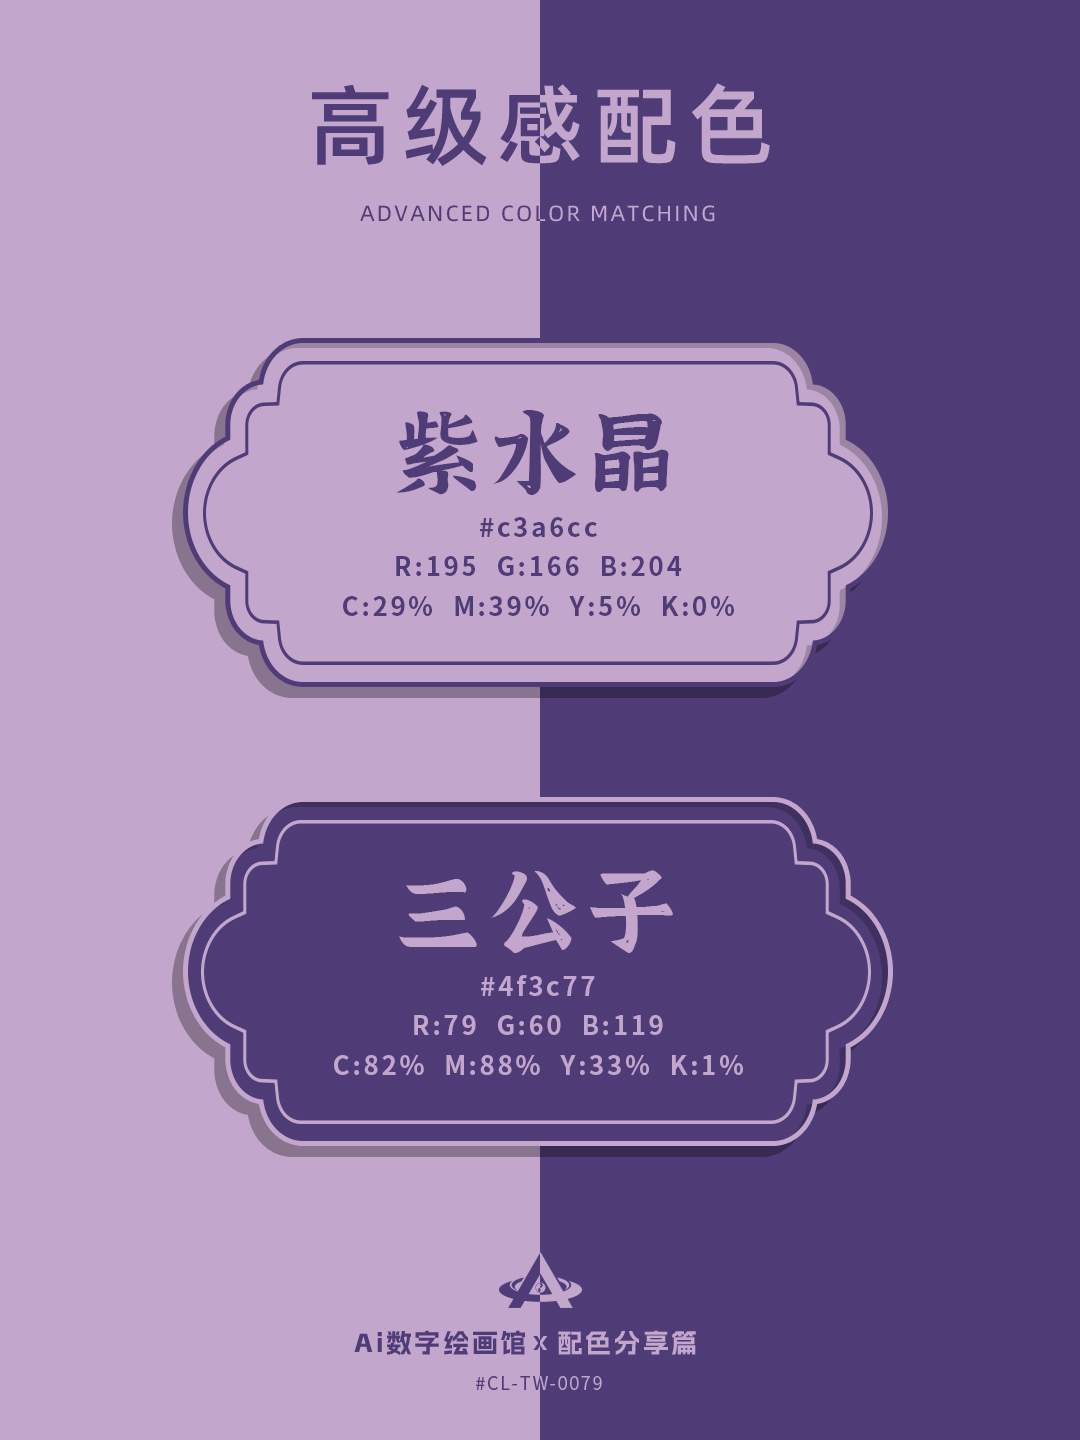 高级感配色
ADVANCED COLOR MATCHING
紫水晶
#c3a6cc
R:195 G:166 B:204
C:29% M:39% Y:5% K:0%
三公子
#4f3c77
R:79 G:60 B:119
C:82% M:88% Y:33% K:1%
Ai数字绘画馆 x 配色分享篇
#CL-TW-0079